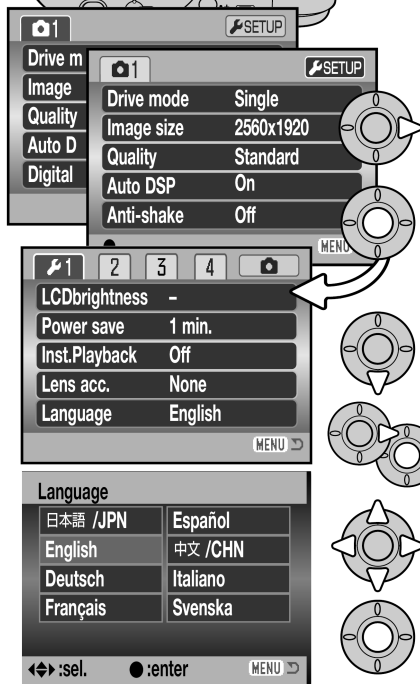 1 SETUP
Drive m
Image
Quality
Auto D
Digital
1 SETUP
Drive mode Single
Image size 2560x1920
Quality Standard
Auto DSP On
Anti-shake Off
MENU
1 2 3 4
LCDbrightness –
Power save 1 min.
Inst.Playback Off
Lens acc. None
Language English
MENU
Language
日本語 /JPN Español
English 中文 /CHN
Deutsch Italiano
Français Svenska
:sel. :enter MENU